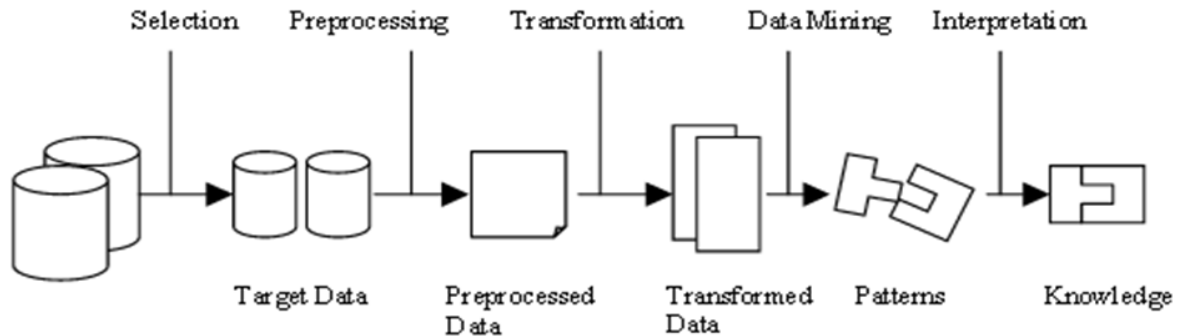 Selection
Preprocessing
Transformation
Data Mining
Interpretation
Target Data
Preprocessed
Data
Transformed
Data
Patterns
Knowledge